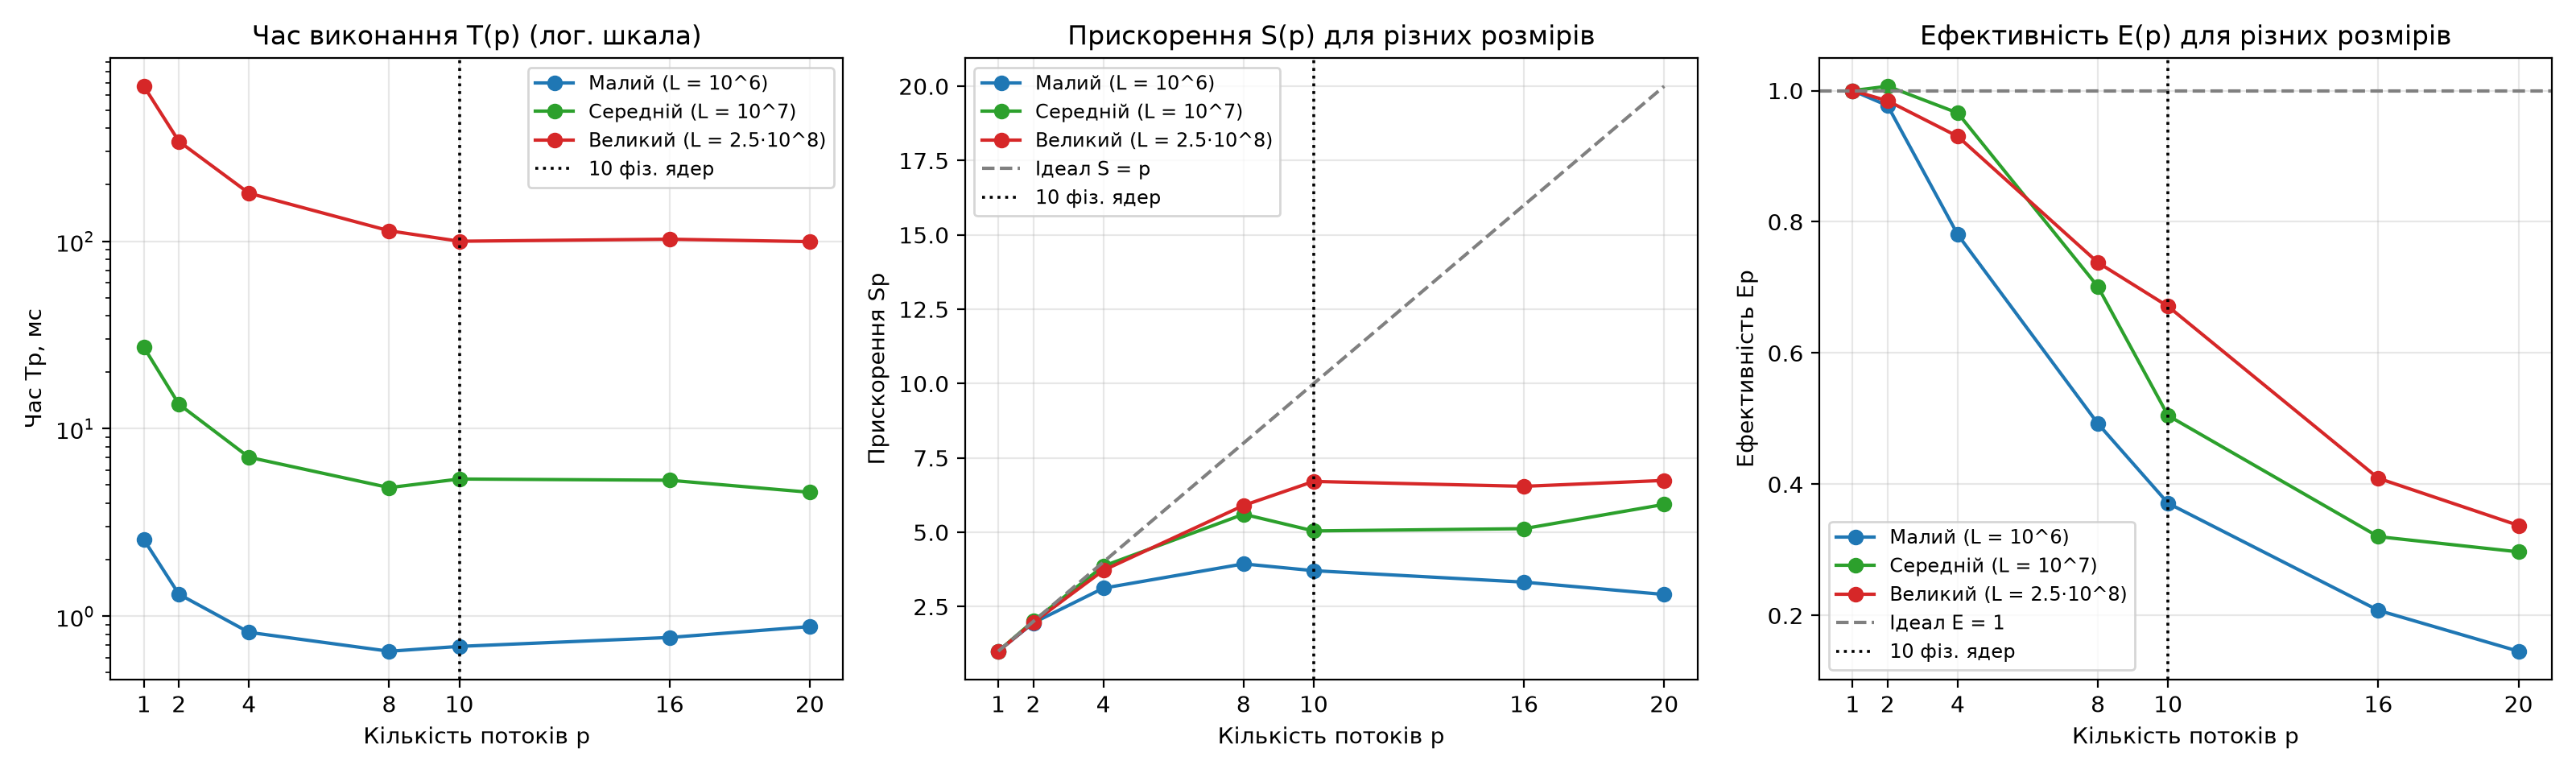 Час виконання T(p) (лог. шкала)
Час Tp, мс
10^2
10^1
10^0
Малий (L = 10^6)
Середній (L = 10^7)
Великий (L = 2.5·10^8)
10 фіз. ядер
1 2 4 8 10 16 20
Кількість потоків p
Прискорення S(p) для різних розмірів
Прискорення Sp
20.0
17.5
15.0
12.5
10.0
7.5
5.0
2.5
Малий (L = 10^6)
Середній (L = 10^7)
Великий (L = 2.5·10^8)
Ідеал S = p
10 фіз. ядер
1 2 4 8 10 16 20
Кількість потоків p
Ефективність E(p) для різних розмірів
Ефективність Ep
1.0
0.8
0.6
0.4
0.2
Малий (L = 10^6)
Середній (L = 10^7)
Великий (L = 2.5·10^8)
Ідеал E = 1
10 фіз. ядер
1 2 4 8 10 16 20
Кількість потоків p